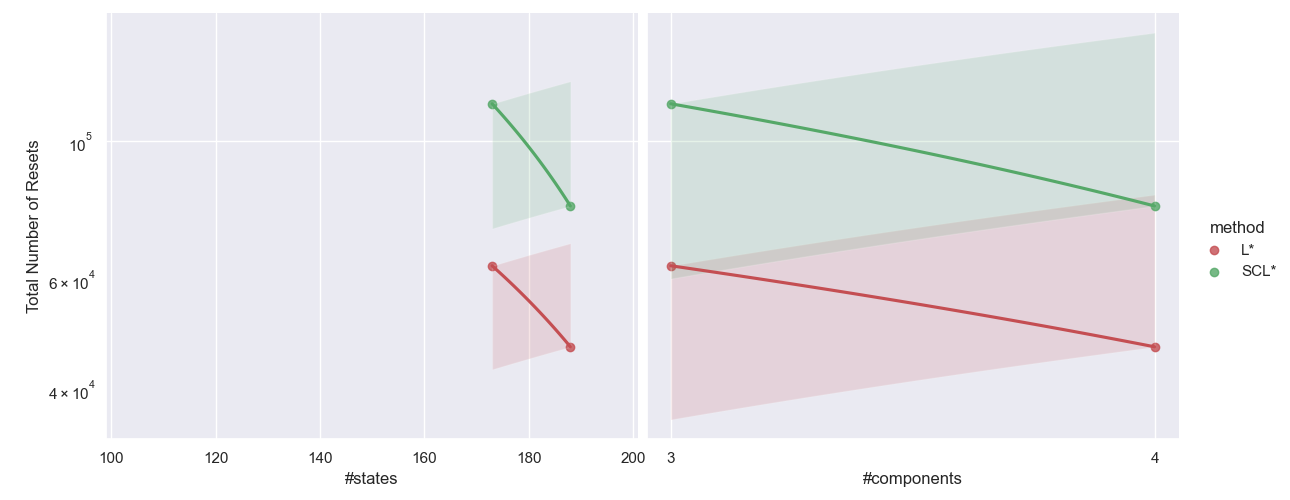 Total Number of Resets
10^5
6 × 10^4
4 × 10^4
100 120 140 160 180 200
#states
3 4
#components
method
L*
SCL*